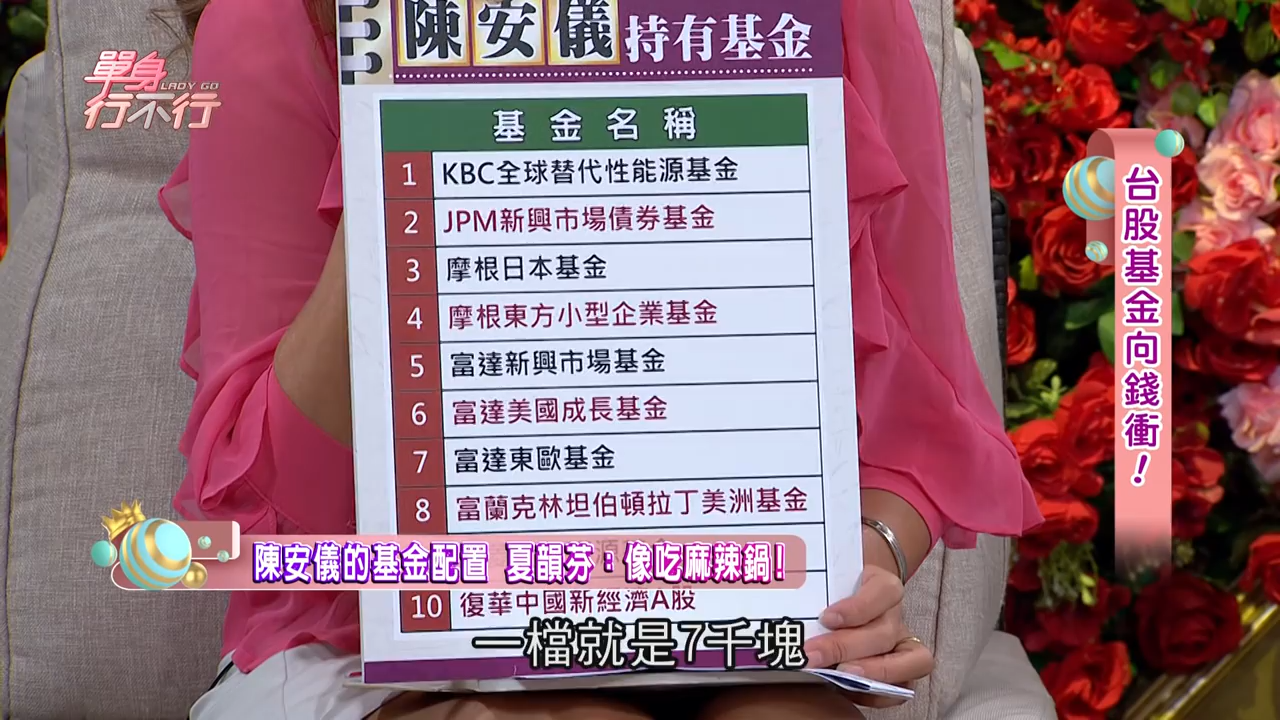 單身
LADY GO
行不行
陳安儀持有基金
基金名稱
1 KBC全球替代性能源基金
2 JPM新興市場債券基金
3 摩根日本基金
4 摩根東方小型企業基金
5 富達新興市場基金
6 富達美國成長基金
7 富達東歐基金
8 富蘭克林坦伯頓拉丁美洲基金
10 復華中國新經濟A股
台股基金向錢衝!
陳安儀的基金配置 夏韻芬:像吃麻辣鍋!
一檔就是7千塊